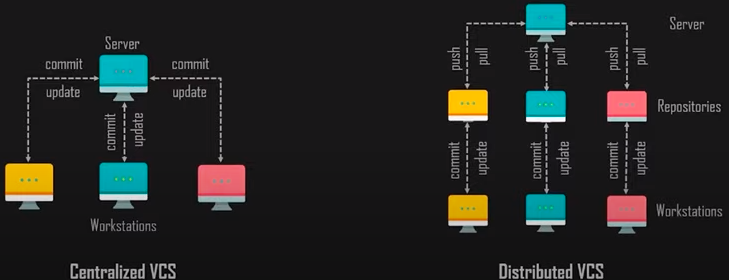 Server
commit
update
commit
update
commit
update
Workstations
Centralized VCS
Server
push
pull
push
pull
push
pull
Repositories
commit
update
commit
update
commit
update
Workstations
Distributed VCS